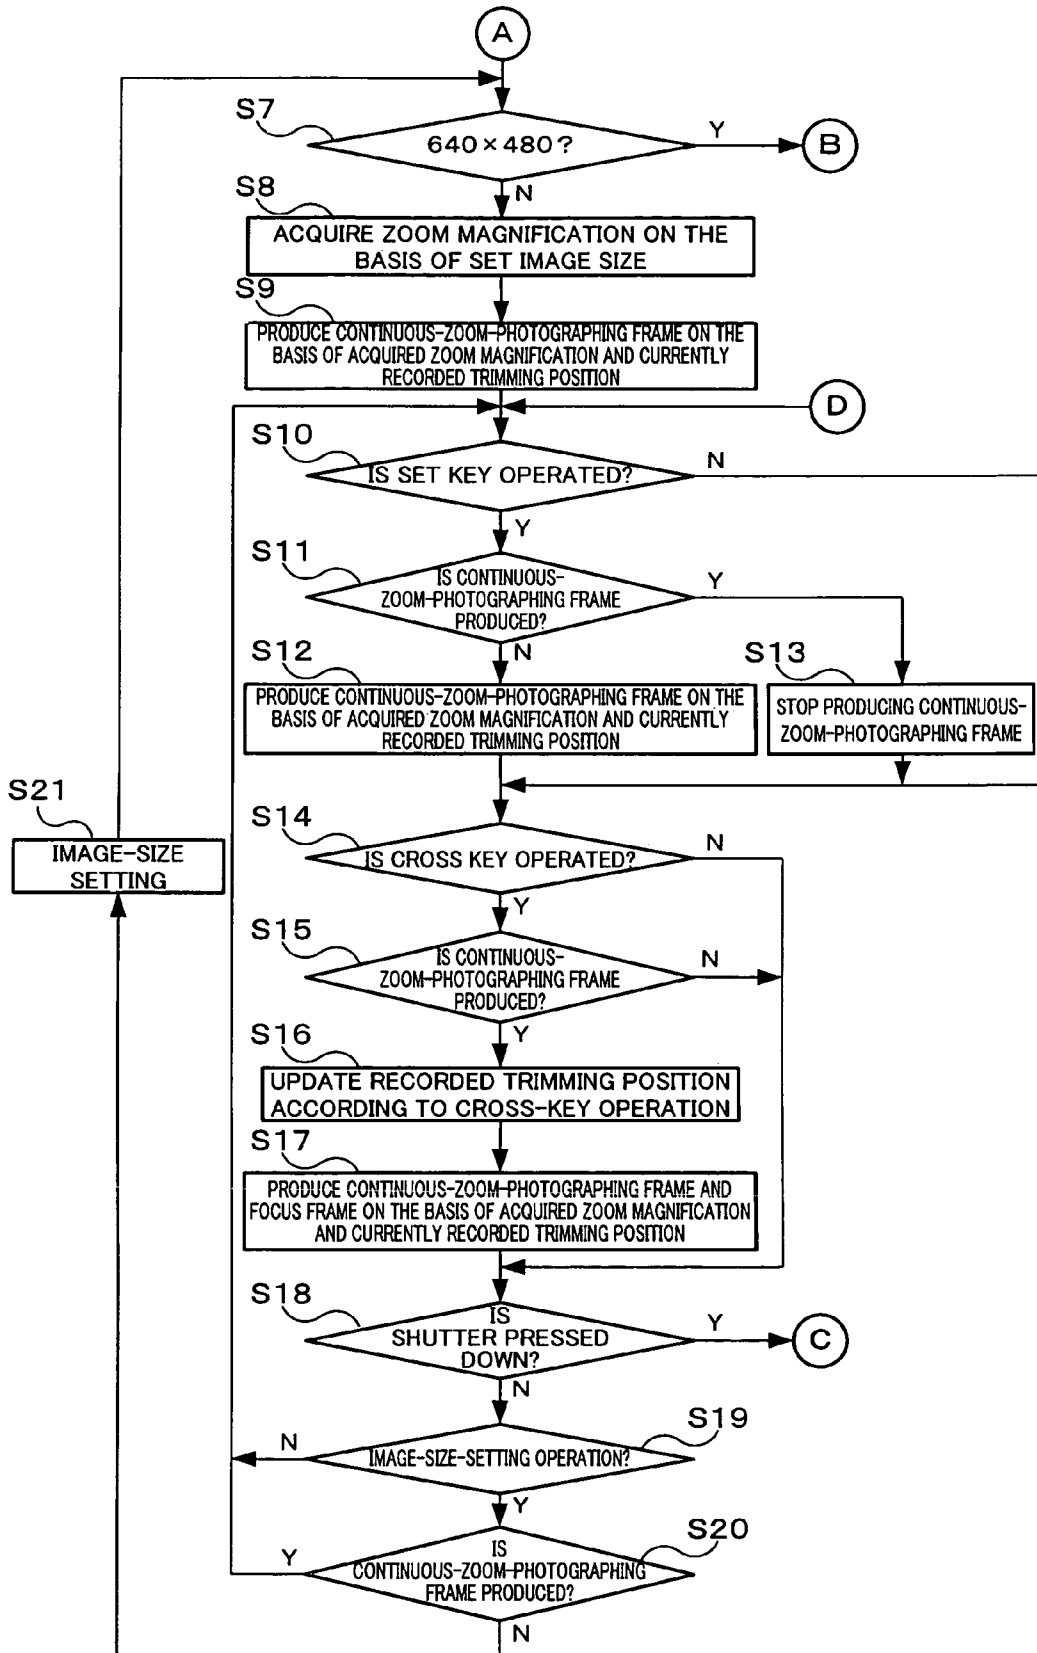 A
S7
640×480?
Y
B
N
S8
ACQUIRE ZOOM MAGNIFICATION ON THE
BASIS OF SET IMAGE SIZE
S9
PRODUCE CONTINUOUS-ZOOM-PHOTOGRAPHING FRAME ON THE
BASIS OF ACQUIRED ZOOM MAGNIFICATION AND CURRENTLY
RECORDED TRIMMING POSITION
D
S10
IS SET KEY OPERATED?
N
Y
S11
IS CONTINUOUS-
ZOOM-PHOTOGRAPHING FRAME
PRODUCED?
Y
N
S12
PRODUCE CONTINUOUS-ZOOM-PHOTOGRAPHING FRAME ON THE
BASIS OF ACQUIRED ZOOM MAGNIFICATION AND CURRENTLY
RECORDED TRIMMING POSITION
S13
STOP PRODUCING CONTINUOUS-
ZOOM-PHOTOGRAPHING FRAME
S21
IMAGE-SIZE
SETTING
S14
IS CROSS KEY OPERATED?
N
Y
S15
IS CONTINUOUS-
ZOOM-PHOTOGRAPHING FRAME
PRODUCED?
N
Y
S16
UPDATE RECORDED TRIMMING POSITION
ACCORDING TO CROSS-KEY OPERATION
S17
PRODUCE CONTINUOUS-ZOOM-PHOTOGRAPHING FRAME AND
FOCUS FRAME ON THE BASIS OF ACQUIRED ZOOM MAGNIFICATION
AND CURRENTLY RECORDED TRIMMING POSITION
S18
IS
SHUTTER PRESSED
DOWN?
Y
C
N
S19
IMAGE-SIZE-SETTING OPERATION?
N
Y
S20
IS
CONTINUOUS-ZOOM-PHOTOGRAPHING
FRAME PRODUCED?
Y
N